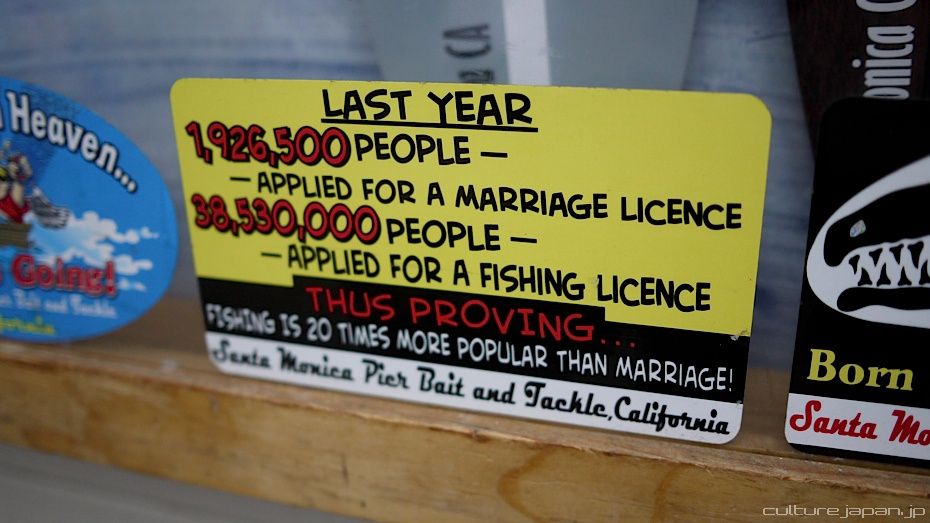 LAST YEAR
1,926,500 PEOPLE —
— APPLIED FOR A MARRIAGE LICENCE
38,530,000 PEOPLE —
— APPLIED FOR A FISHING LICENCE
THUS PROVING...
FISHING IS 20 TIMES MORE POPULAR THAN MARRIAGE!
Santa Monica Pier Bait and Tackle, California
Heaven...
Going!
Bait and Tackle
CA
Born
Santa
culture.japan.jp